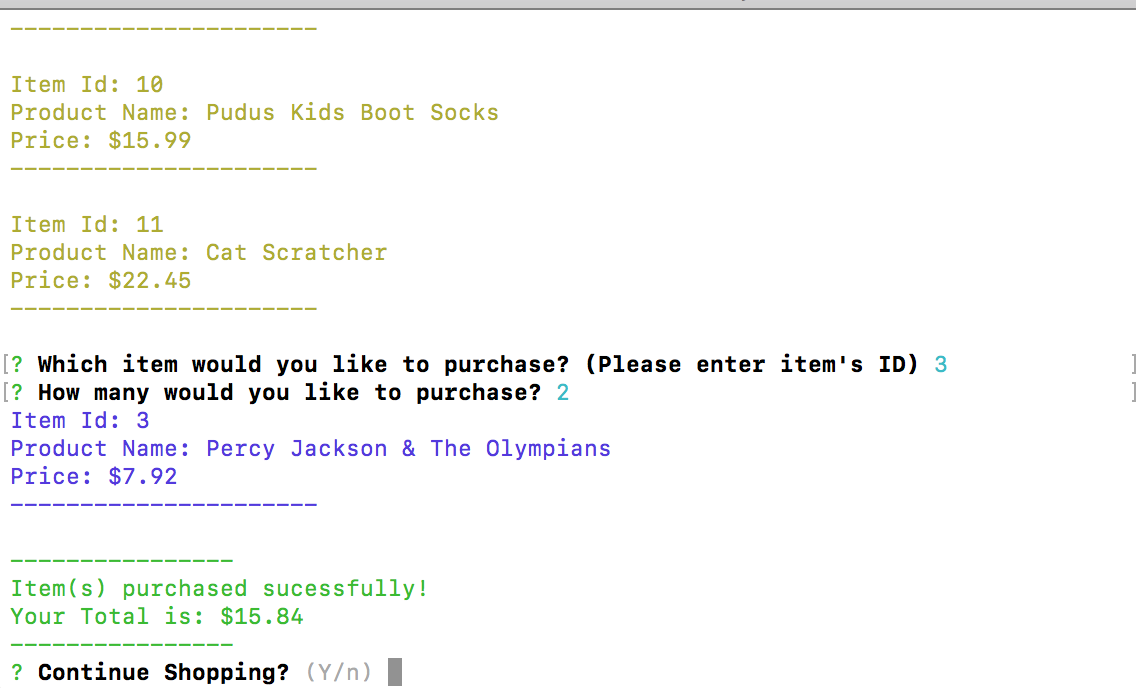 ----------------------
Item Id: 10
Product Name: Pudus Kids Boot Socks
Price: $15.99
----------------------
Item Id: 11
Product Name: Cat Scratcher
Price: $22.45
----------------------
[? Which item would you like to purchase? (Please enter item's ID) 3 ]
[? How many would you like to purchase? 2 ]
Item Id: 3
Product Name: Percy Jackson & The Olympians
Price: $7.92
----------------------
----------------
Item(s) purchased sucessfully!
Your Total is: $15.84
----------------
? Continue Shopping? (Y/n)